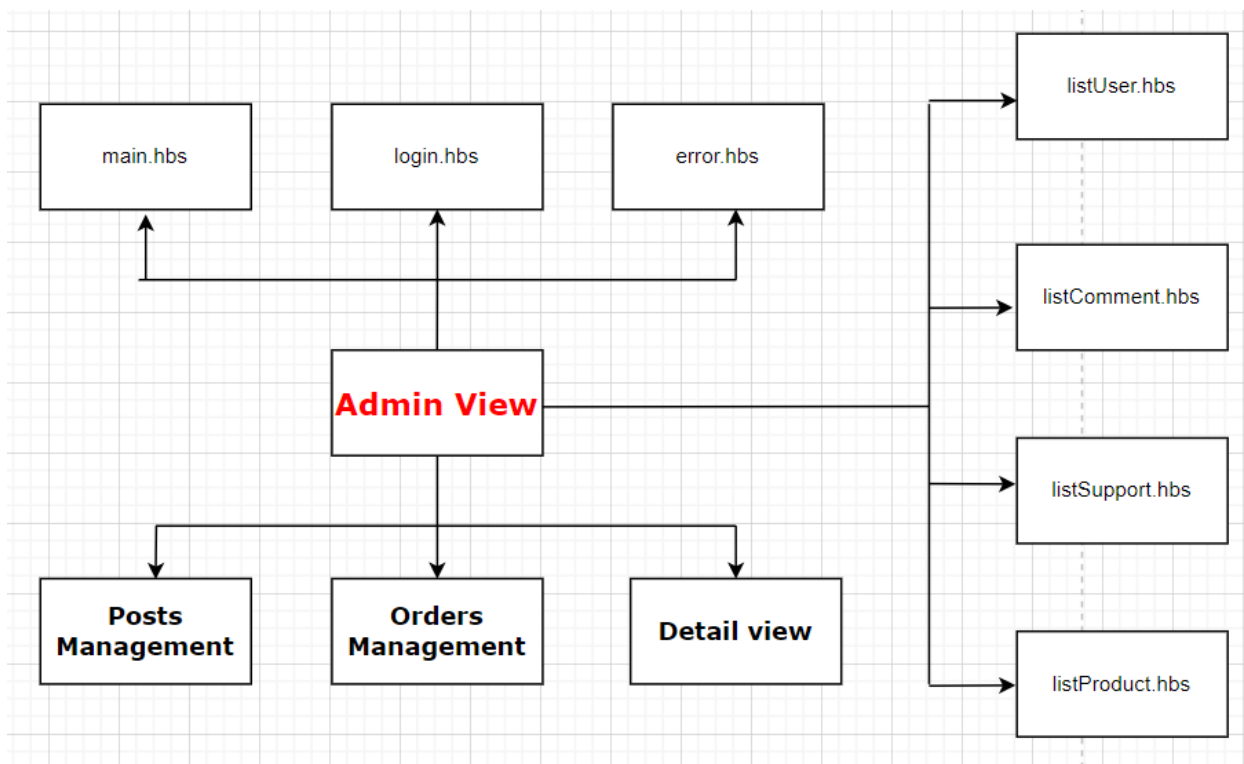 listUser.hbs
main.hbs
login.hbs
error.hbs
listComment.hbs
Admin View
listSupport.hbs
Posts
Management
Orders
Management
Detail view
listProduct.hbs